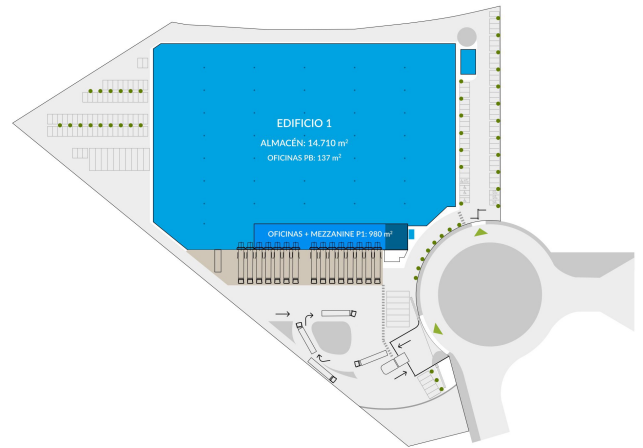 EDIFICIO 1
ALMACÉN: 14.710 m²
OFICINAS PB: 137 m²
OFICINAS + MEZZANINE P1: 980 m²